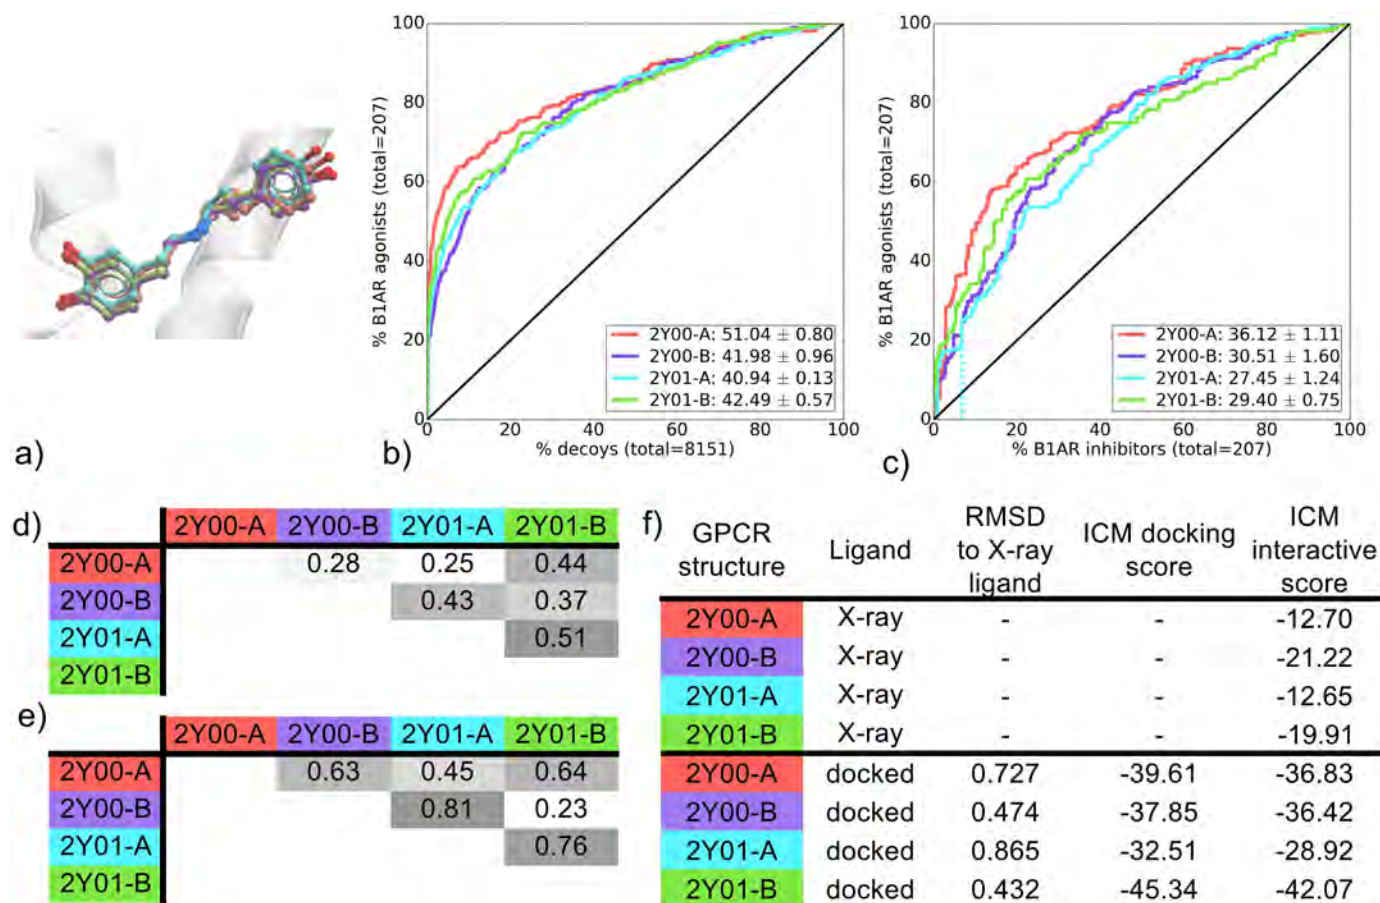 100
80
60
40
20
0
% B1AR agonists (total=207)
2Y00-A: 51.04 ± 0.80
2Y00-B: 41.98 ± 0.96
2Y01-A: 40.94 ± 0.13
2Y01-B: 42.49 ± 0.57
0 20 40 60 80 100
% decoys (total=8151)
100
80
60
40
20
0
% B1AR agonists (total=207)
2Y00-A: 36.12 ± 1.11
2Y00-B: 30.51 ± 1.60
2Y01-A: 27.45 ± 1.24
2Y01-B: 29.40 ± 0.75
0 20 40 60 80 100
% B1AR inhibitors (total=207)
a) b) c)
d)
2Y00-A 2Y00-B 2Y01-A 2Y01-B
2Y00-A 0.28 0.25 0.44
2Y00-B 0.43 0.37
2Y01-A 0.51
2Y01-B
e)
2Y00-A 2Y00-B 2Y01-A 2Y01-B
2Y00-A 0.63 0.45 0.64
2Y00-B 0.81 0.23
2Y01-A 0.76
2Y01-B
f)
GPCR
structure
Ligand
RMSD
to X-ray
ligand
ICM docking
score
ICM
interactive
score
2Y00-A X-ray - - -12.70
2Y00-B X-ray - - -21.22
2Y01-A X-ray - - -12.65
2Y01-B X-ray - - -19.91
2Y00-A docked 0.727 -39.61 -36.83
2Y00-B docked 0.474 -37.85 -36.42
2Y01-A docked 0.865 -32.51 -28.92
2Y01-B docked 0.432 -45.34 -42.07